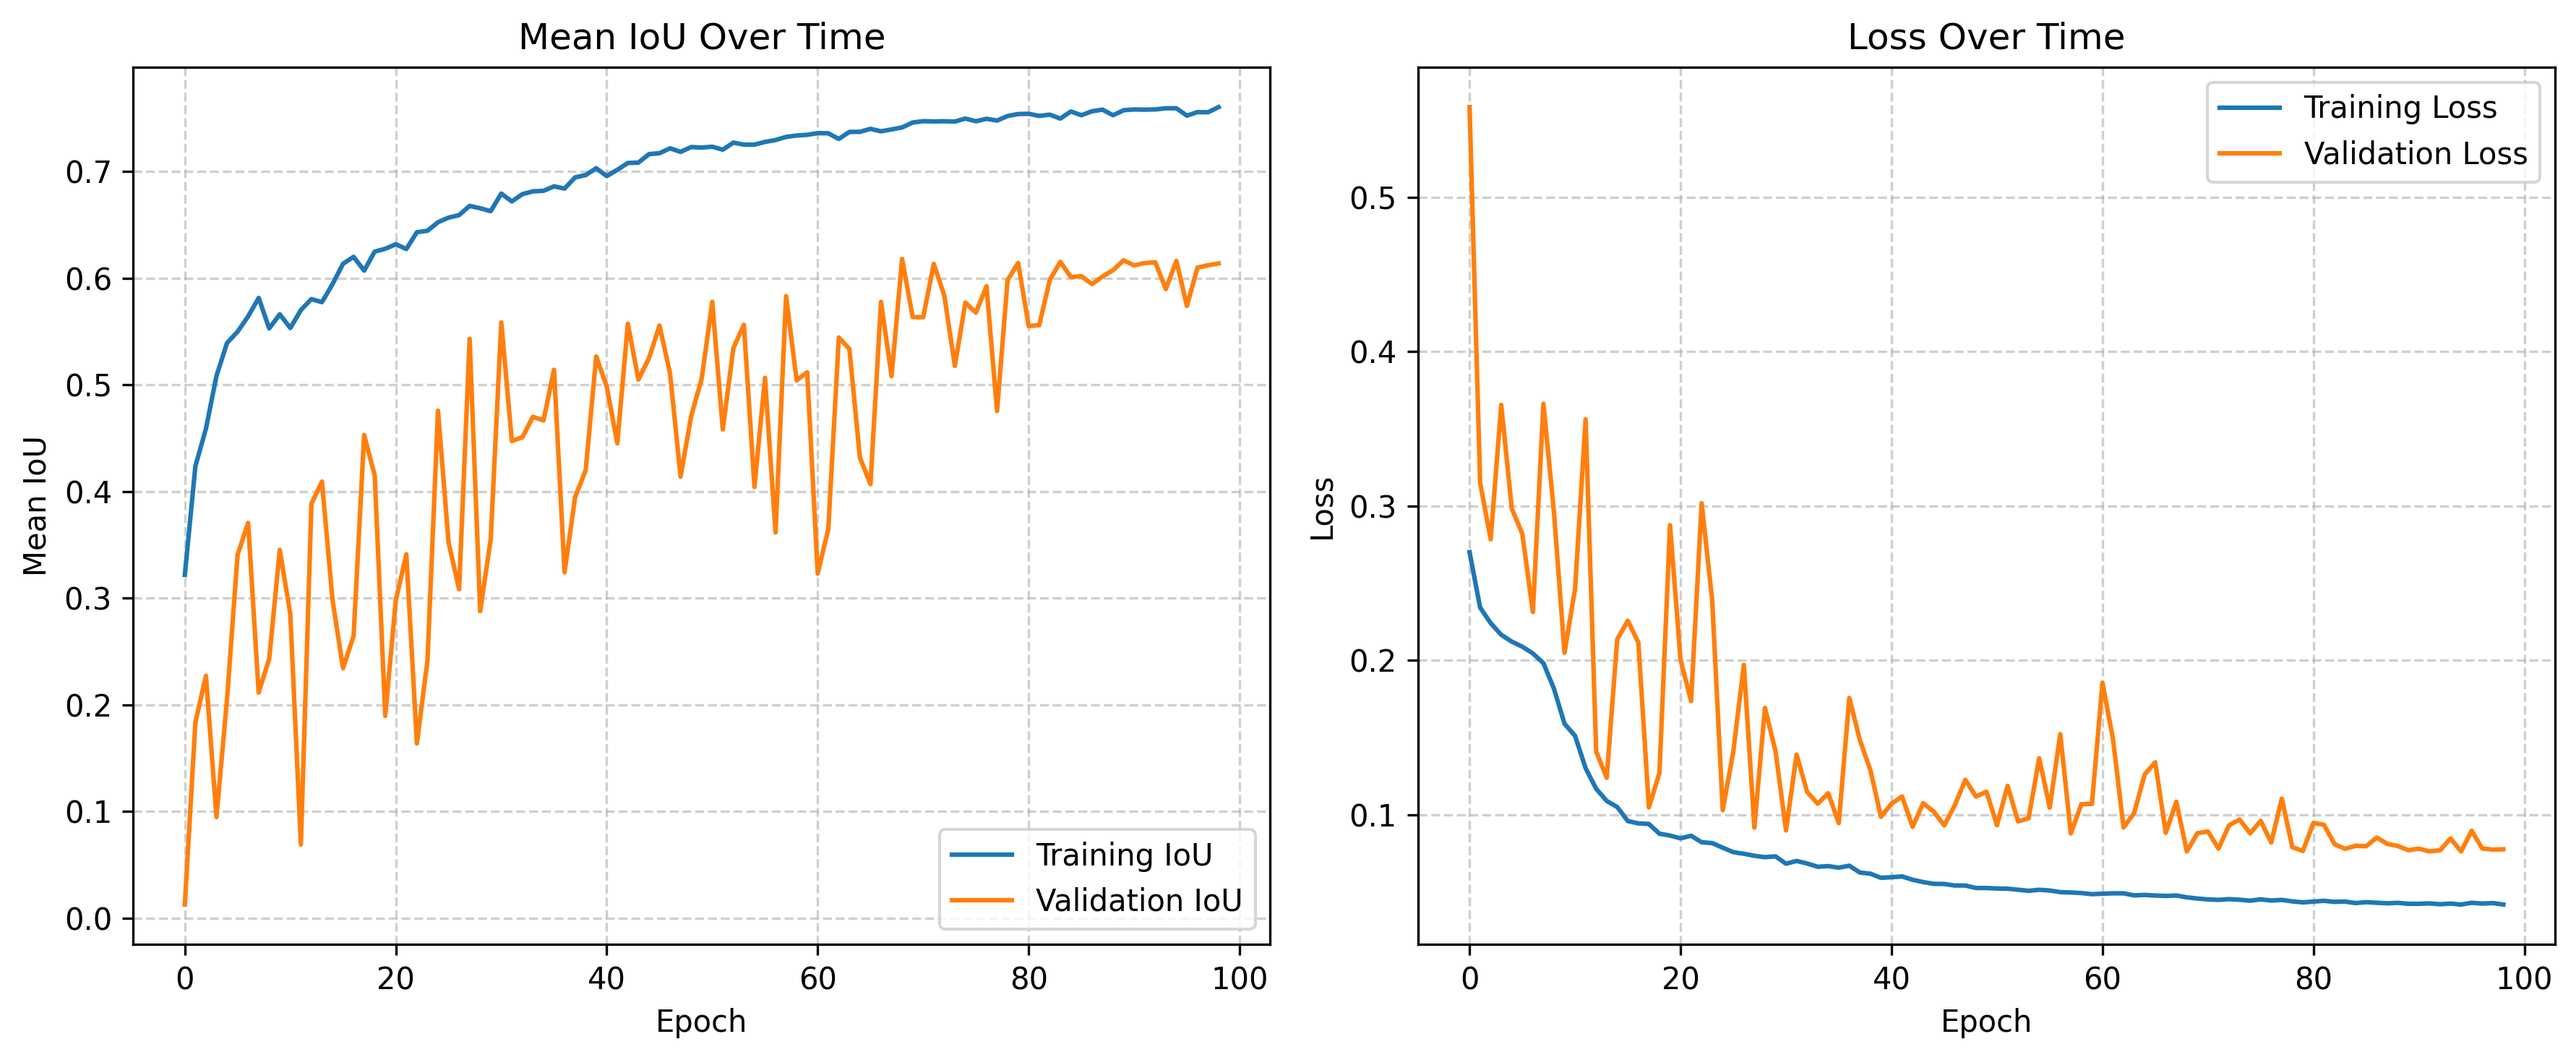 Mean IoU Over Time
Mean IoU
0.7
0.6
0.5
0.4
0.3
0.2
0.1
0.0
Training IoU
Validation IoU
0 20 40 60 80 100
Epoch
Loss Over Time
Loss
0.5
0.4
0.3
0.2
0.1
Training Loss
Validation Loss
0 20 40 60 80 100
Epoch